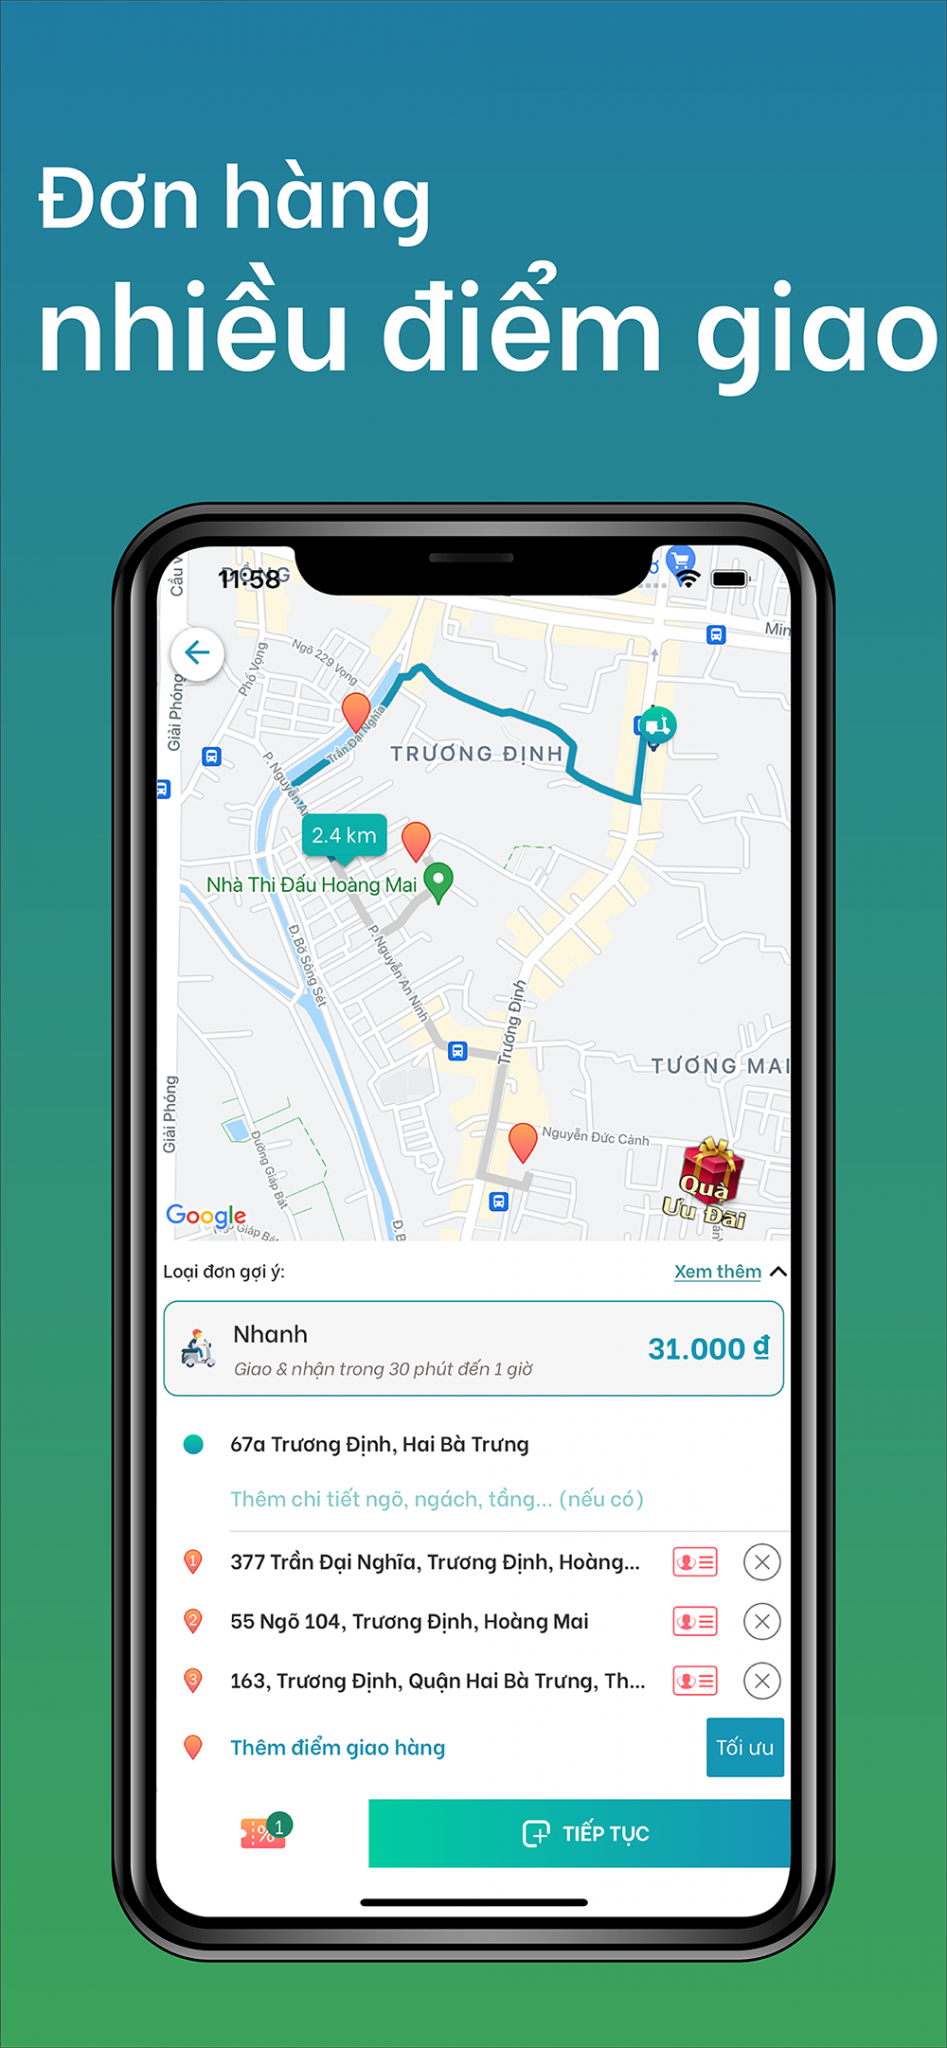 Đơn hàng
nhiều điểm giao
11:58
Cầu
Min
Ngõ 229 Vọng
Phố Vọng
Giải Phóng
Trần Đại Nghĩa
TRƯƠNG ĐỊNH
P. Nguyễn An
2.4 km
Nhà Thi Đấu Hoàng Mai
P. Nguyễn An Ninh
Đ. Bờ Sông Sét
Trương Định
TƯƠNG MAI
Giải Phóng
Nguyễn Đức Cảnh
Đường Giáp Bát
Quà
Ưu Đãi
Google
Giáp Bá
Loại đơn gợi ý:
Xem thêm
Nhanh
31.000 ₫
Giao & nhận trong 30 phút đến 1 giờ
67a Trương Định, Hai Bà Trưng
Thêm chi tiết ngõ, ngách, tầng... (nếu có)
1 377 Trần Đại Nghĩa, Trương Định, Hoàng...
2 55 Ngõ 104, Trương Định, Hoàng Mai
3 163, Trương Định, Quận Hai Bà Trưng, Th...
Thêm điểm giao hàng
Tối ưu
% 1
TIẾP TỤC